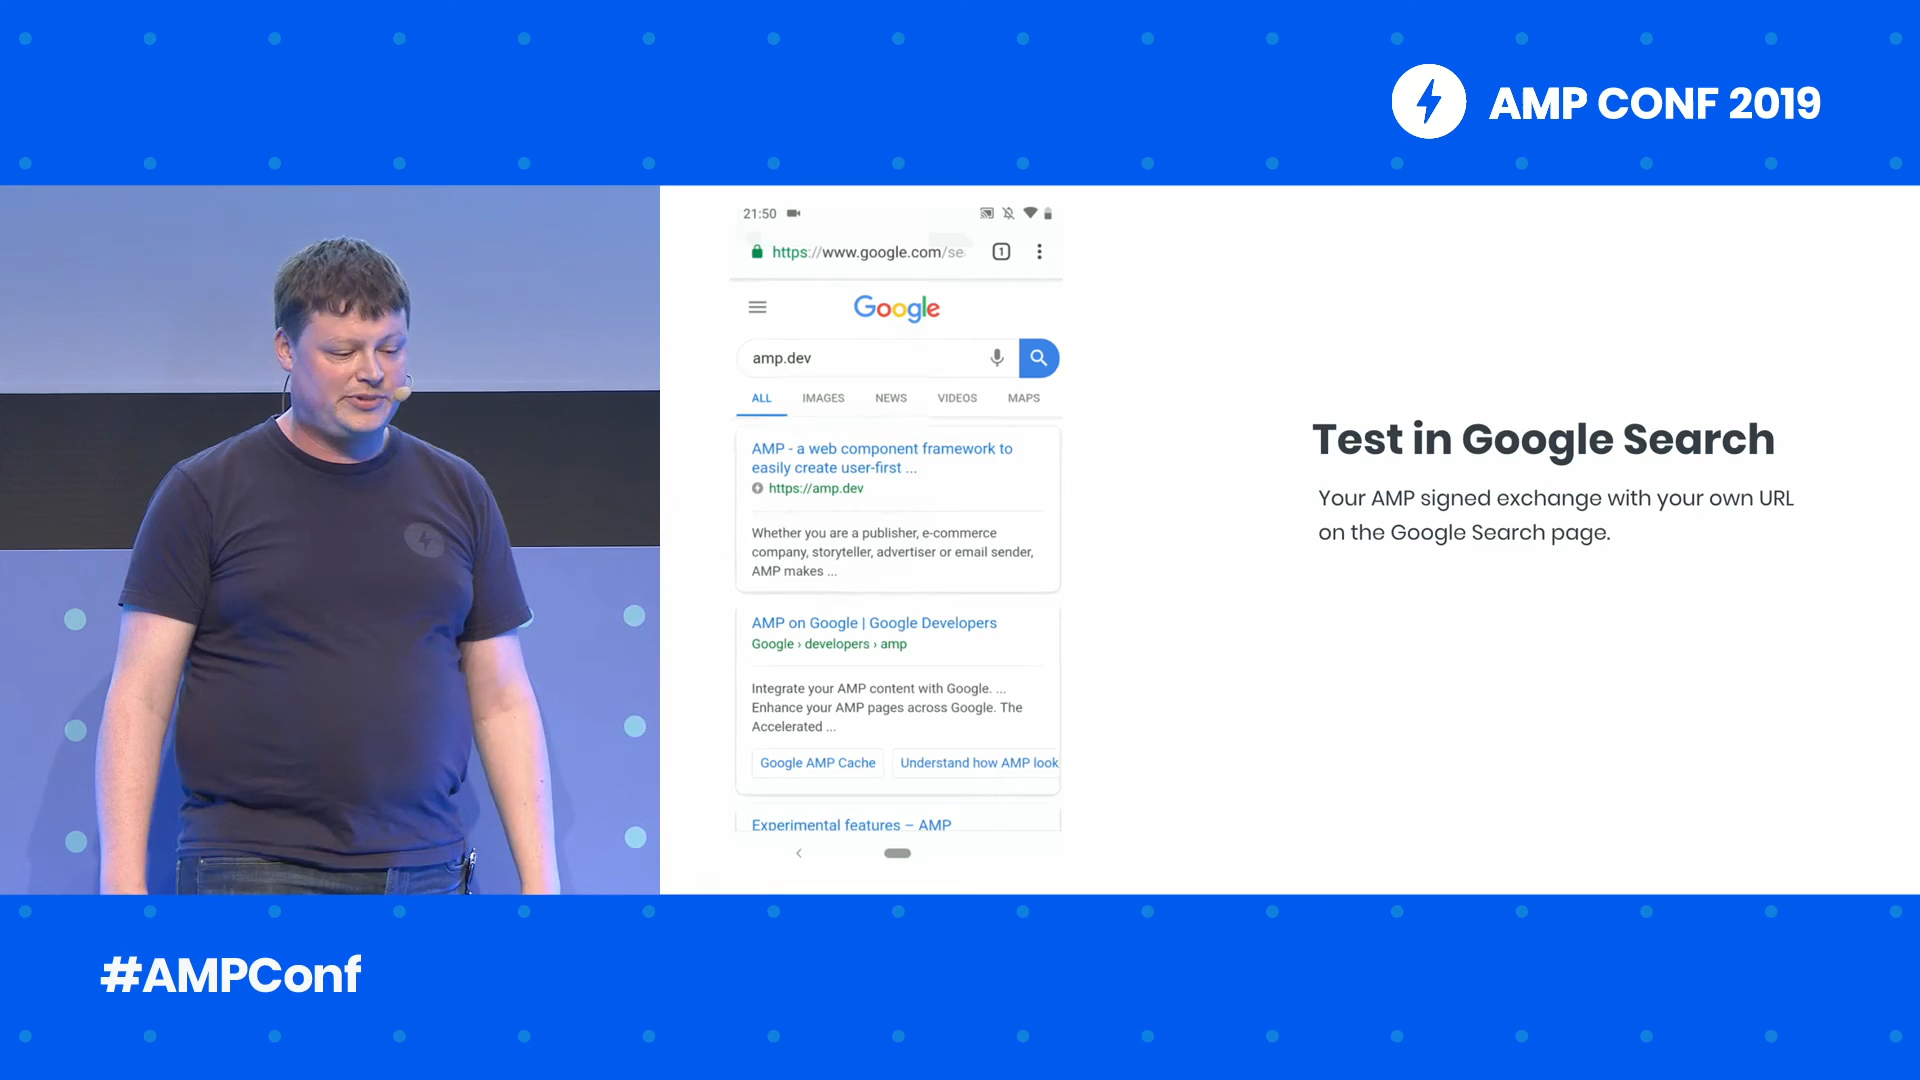 AMP CONF 2019
21:50
https://www.google.com/se
1
Google
amp.dev
ALL IMAGES NEWS VIDEOS MAPS
AMP - a web component framework to
easily create user-first ...
https://amp.dev
Whether you are a publisher, e-commerce
company, storyteller, advertiser or email sender,
AMP makes ...
AMP on Google | Google Developers
Google › developers › amp
Integrate your AMP content with Google. ...
Enhance your AMP pages across Google. The
Accelerated ...
Google AMP Cache Understand how AMP look
Experimental features – AMP
Test in Google Search
Your AMP signed exchange with your own URL
on the Google Search page.
#AMPConf